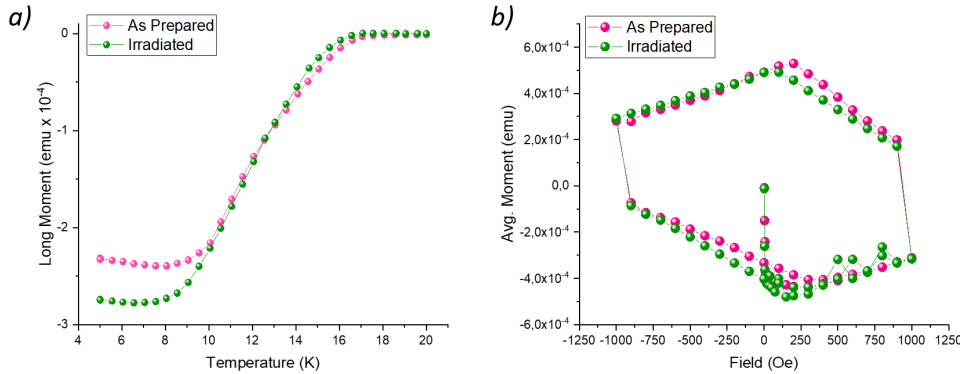 a)
As Prepared
Irradiated
0
-1
-2
-3
Long Moment (emu x 10⁻⁴)
4 6 8 10 12 14 16 18 20
Temperature (K)
b)
As Prepared
Irradiated
6,0x10⁻⁴
4,0x10⁻⁴
2,0x10⁻⁴
0,0
-2,0x10⁻⁴
-4,0x10⁻⁴
-6,0x10⁻⁴
Avg. Moment (emu)
-1250 -1000 -750 -500 -250 0 250 500 750 1000 1250
Field (Oe)